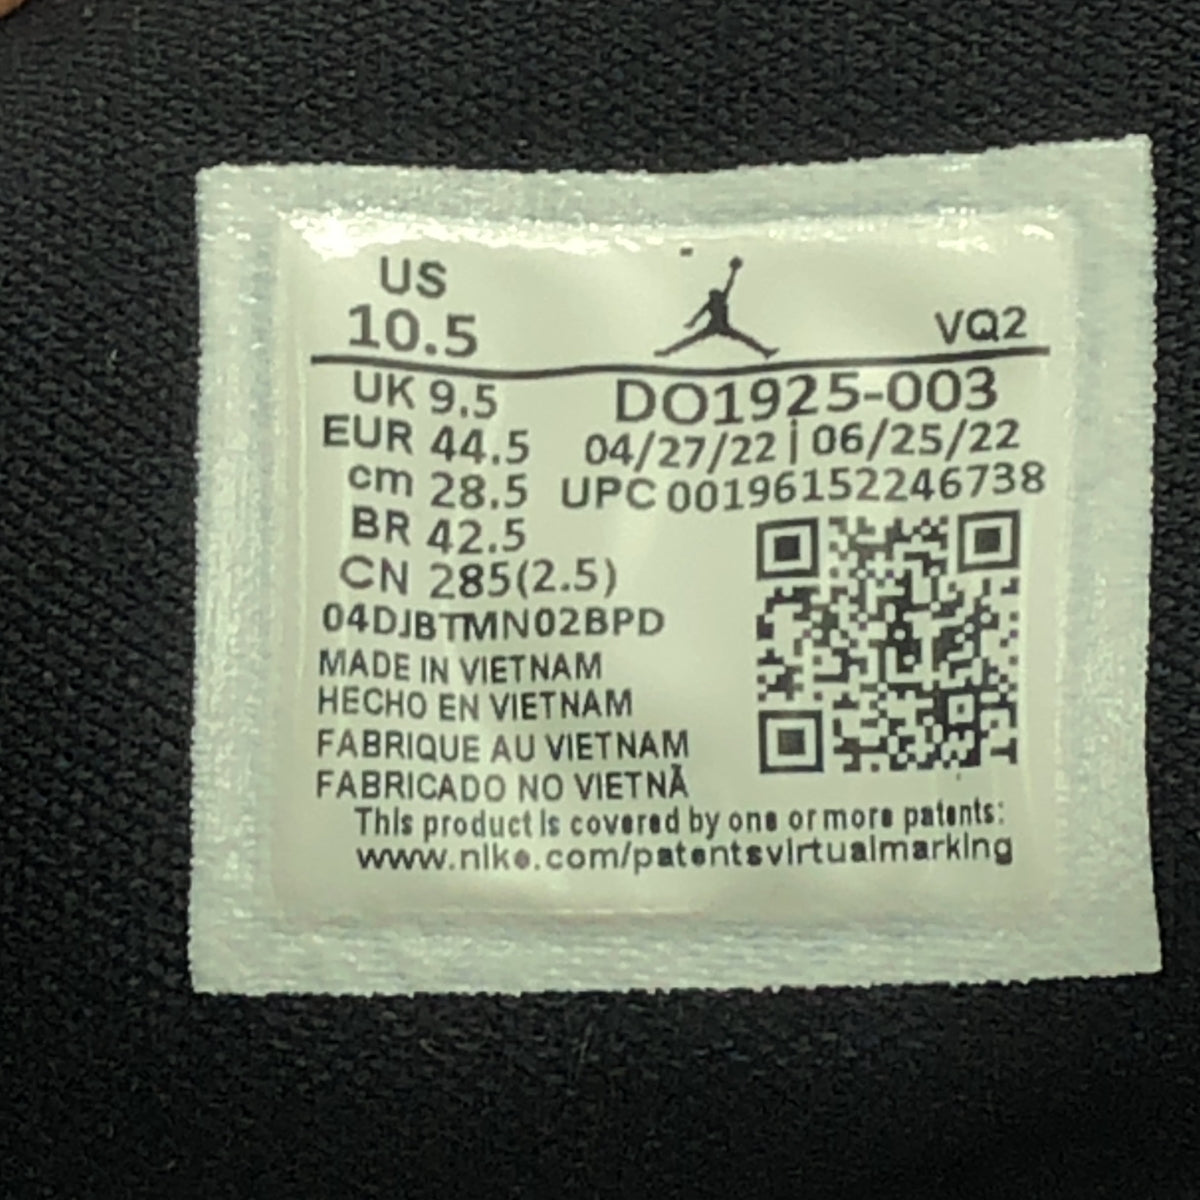 US
10.5
VQ2
UK 9.5
DO1925-003
EUR 44.5
04/27/22 | 06/25/22
cm 28.5
UPC 00196152246738
BR 42.5
CN 285(2.5)
04DJBTMN02BPD
MADE IN VIETNAM
HECHO EN VIETNAM
FABRIQUE AU VIETNAM
FABRICADO NO VIETNÃ
This product is covered by one or more patents:
www.nike.com/patentsvirtualmarking